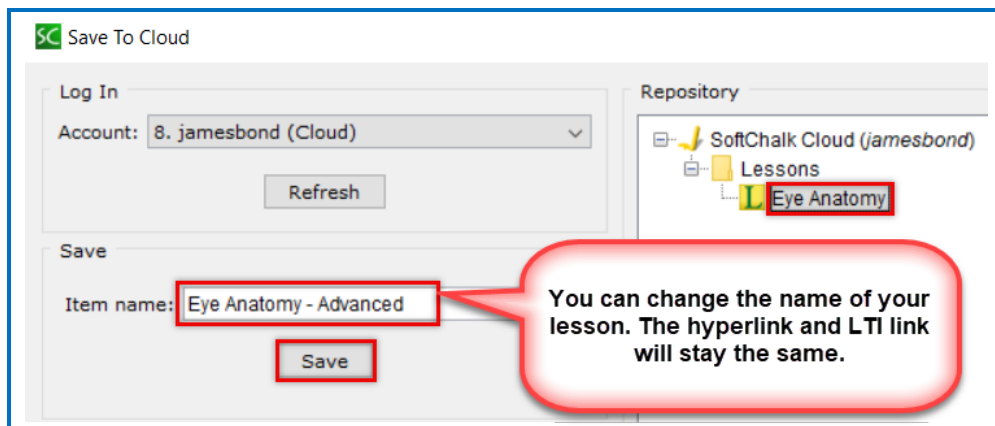 SC Save To Cloud
Log In
Account: 8. jamesbond (Cloud)
Refresh
Save
Item name: Eye Anatomy - Advanced
Save
Repository
SoftChalk Cloud (jamesbond)
Lessons
L Eye Anatomy
You can change the name of your
lesson. The hyperlink and LTI link
will stay the same.